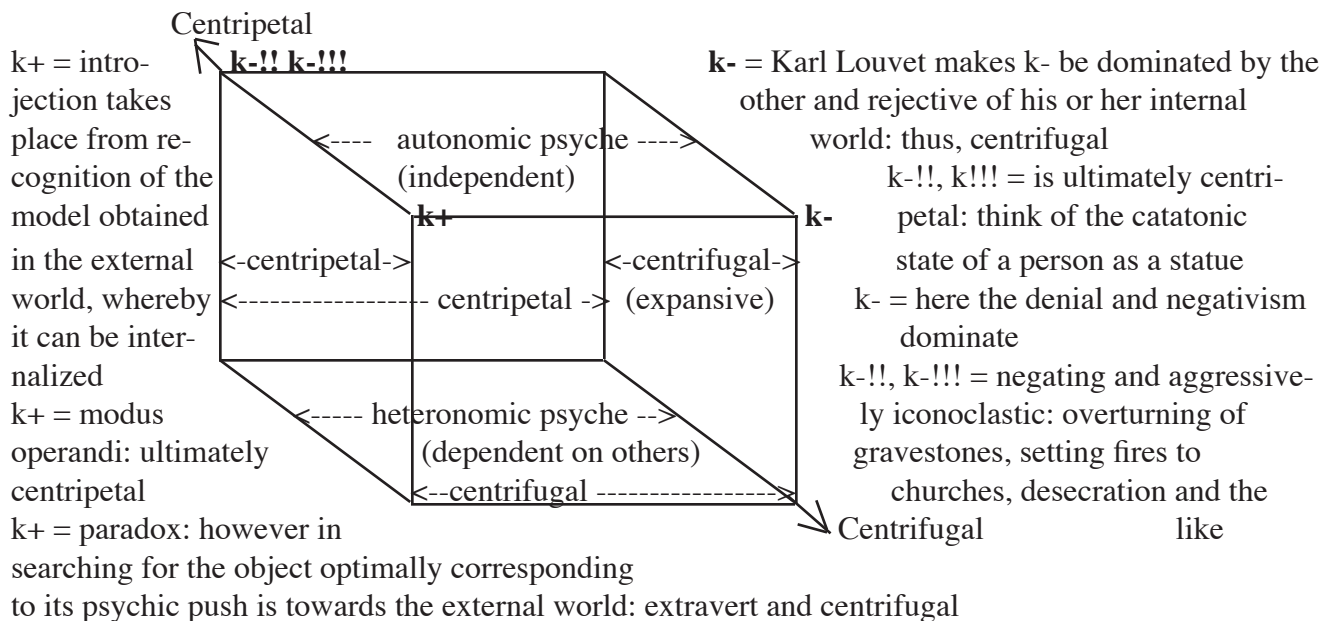 Centripetal
k+ = intro- k-!! k-!!! k- = Karl Louvet makes k- be dominated by the
jection takes other and rejective of his or her internal
place from re- <---- autonomic psyche ----> world: thus, centrifugal
cognition of the (independent) k-!!, k!!! = is ultimately centri-
model obtained k+ k- petal: think of the catatonic
in the external <-centripetal-> <-centrifugal-> state of a person as a statue
world, whereby <------------------ centripetal -> (expansive) k- = here the denial and negativism
it can be inter- dominate
nalized k-!!, k-!!! = negating and aggressive-
k+ = modus <----- heteronomic psyche --> ly iconoclastic: overturning of
operandi: ultimately (dependent on others) gravestones, setting fires to
centripetal <--centrifugal -----------------> churches, desecration and the
k+ = paradox: however in Centrifugal like
searching for the object optimally corresponding
to its psychic push is towards the external world: extravert and centrifugal